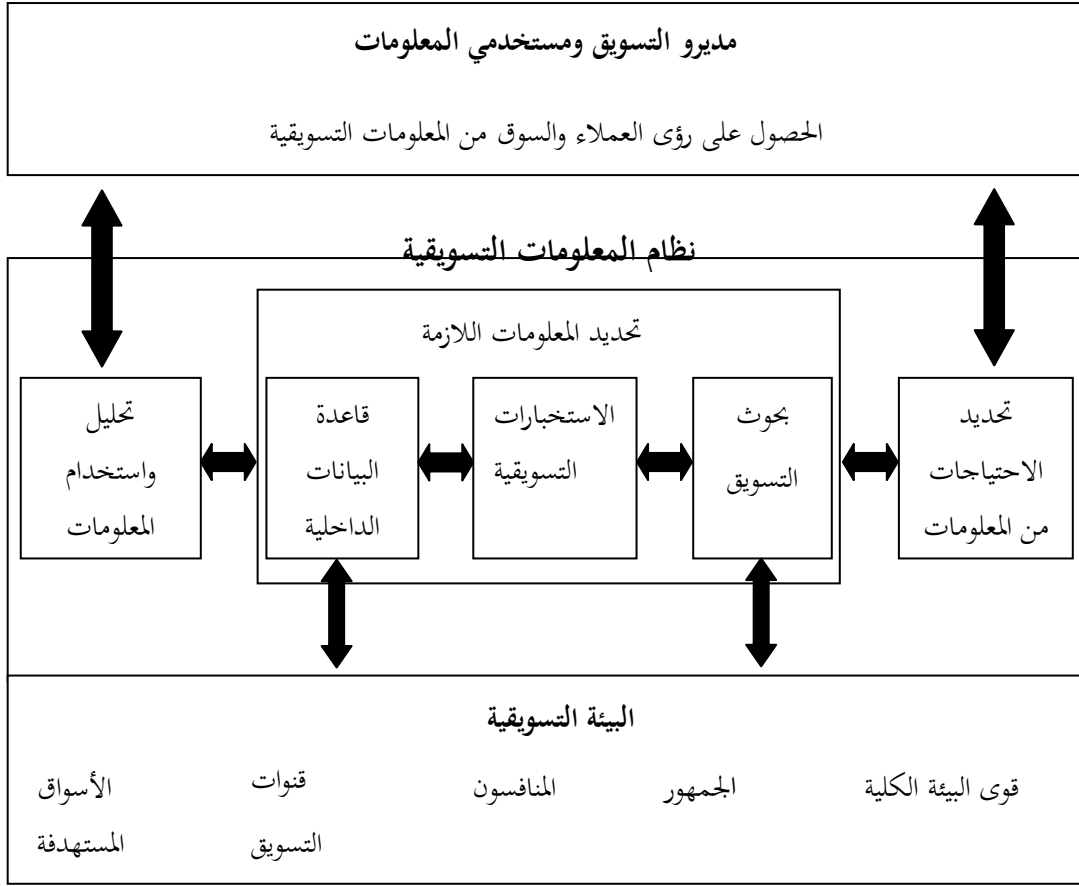 مديرو التسويق ومستخدمي المعلومات
الحصول على رؤى العملاء والسوق من المعلومات التسويقية
نظام المعلومات التسويقية
تحديد المعلومات اللازمة
تحديد
الاحتياجات
من المعلومات
بحوث
التسويق
الاستخبارات
التسويقية
قاعدة
البيانات
الداخلية
تحليل
واستخدام
المعلومات
البيئة التسويقية
قوى البيئة الكلية
الجمهور
المنافسون
قنوات
التسويق
الأسواق
المستهدفة